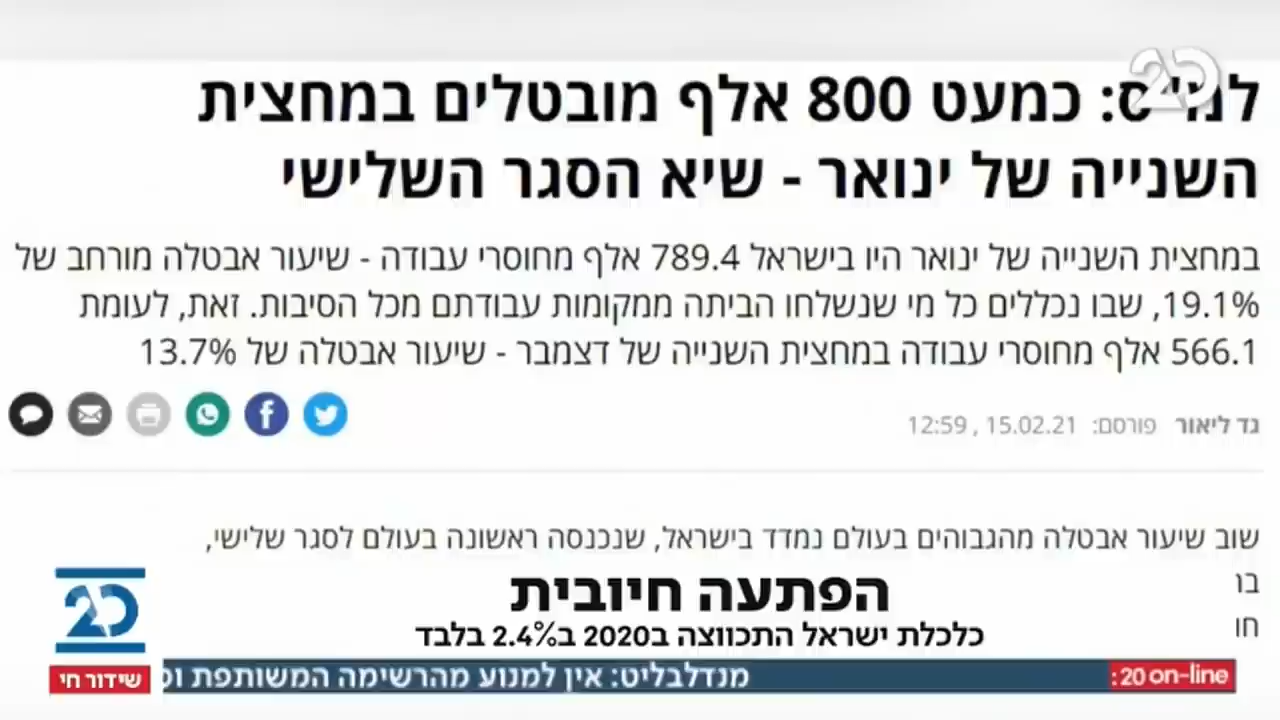 למ"ס: כמעט 800 אלף מובטלים במחצית
השנייה של ינואר - שיא הסגר השלישי
במחצית השנייה של ינואר היו בישראל 789.4 אלף מחוסרי עבודה - שיעור אבטלה מורחב של
19.1%, שבו נכללים כל מי שנשלחו הביתה ממקומות עבודתם מכל הסיבות. זאת, לעומת
566.1 אלף מחוסרי עבודה במחצית השנייה של דצמבר - שיעור אבטלה של 13.7%
גד ליאור פורסם: 15.02.21, 12:59
שוב שיעור אבטלה מהגבוהים בעולם נמדד בישראל, שנכנסה ראשונה בעולם לסגר שלישי,
הפתעה חיובית
כלכלת ישראל התכווצה ב2020 ב2.4% בלבד
20
20 on-line:
מנדלבליט: אין למנוע מהרשימה המשותפת
שידור חי